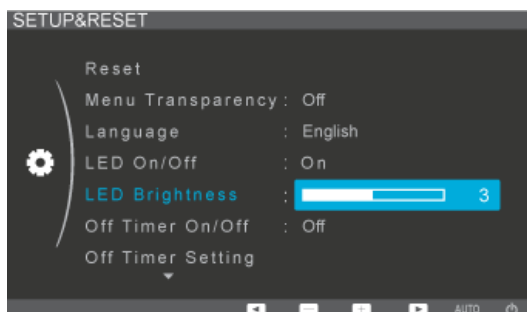 SETUP&RESET
Reset
Menu Transparency : Off
Language : English
LED On/Off : On
LED Brightness : 3
Off Timer On/Off : Off
Off Timer Setting
AUTO